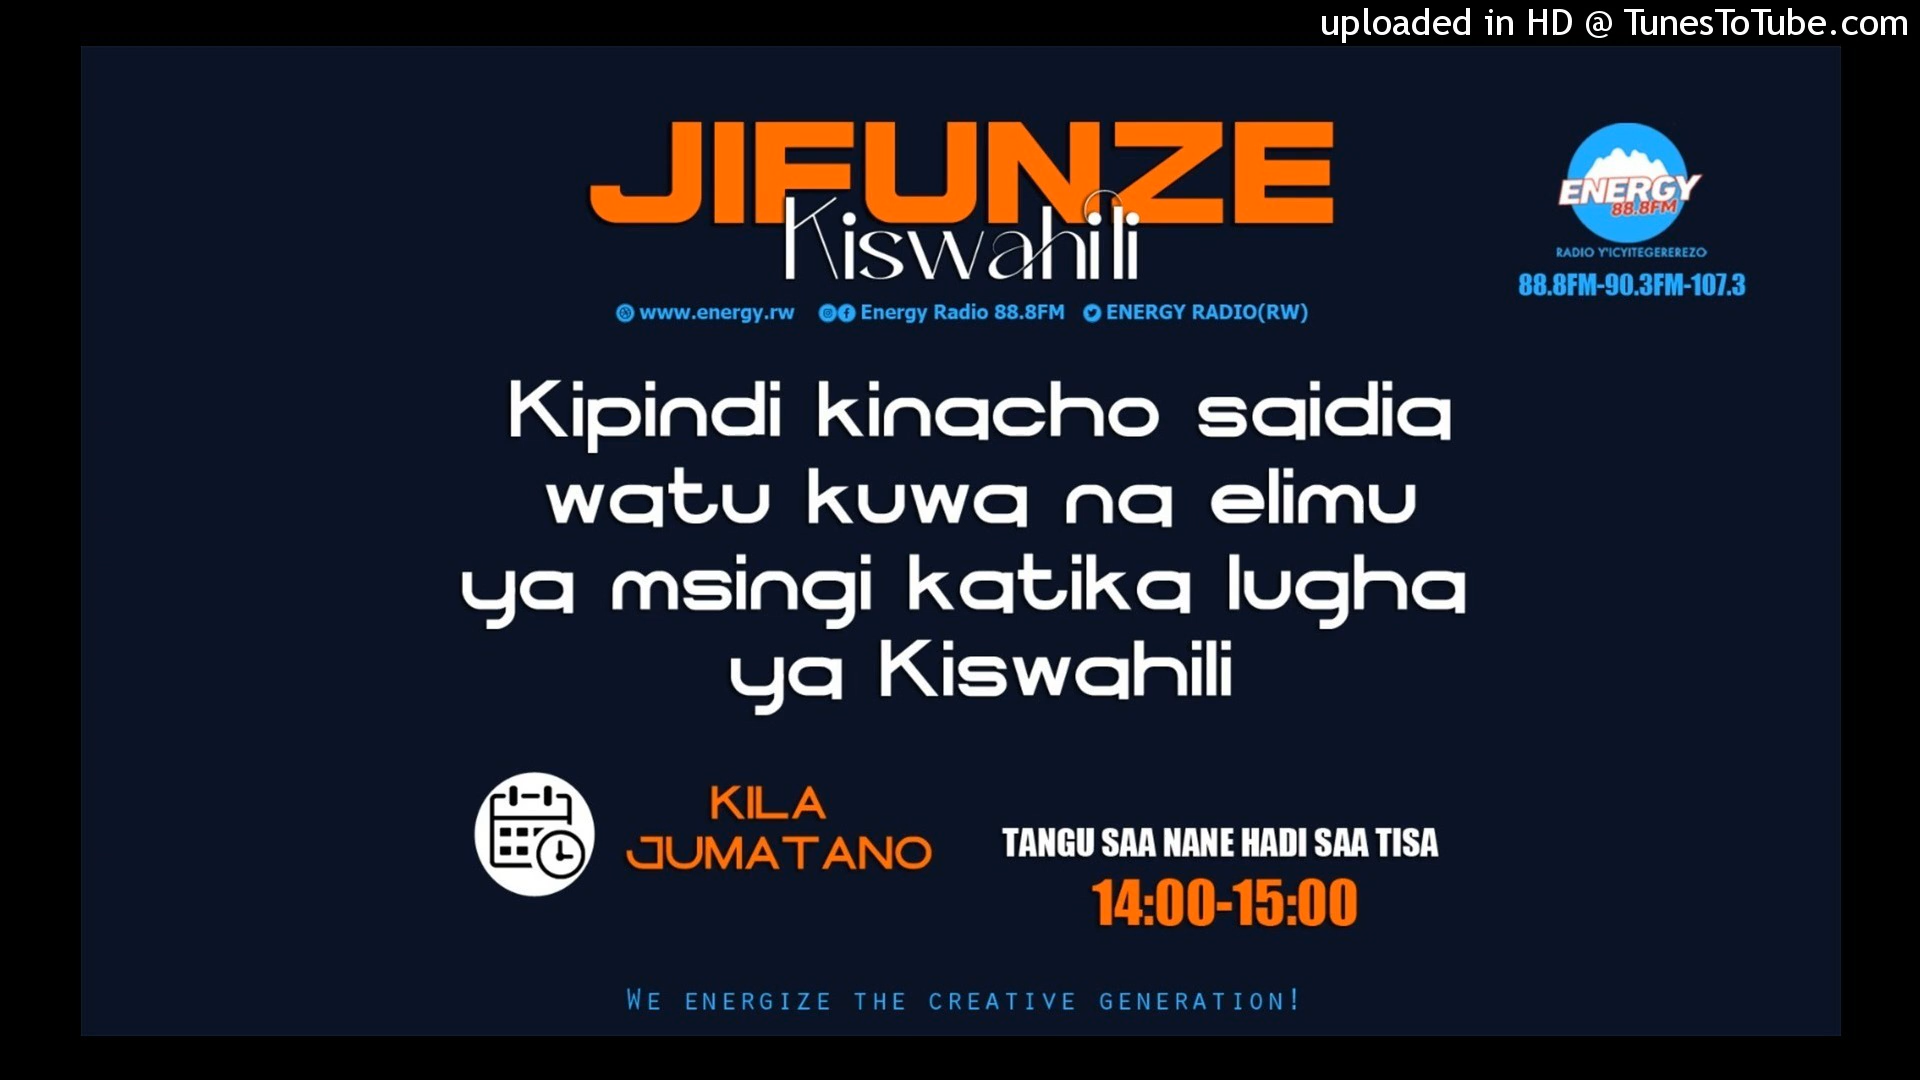 uploaded in HD @ TunesToTube.com
JIFUNZE
Kiswahili
www.energy.rw Energy Radio 88.8FM ENERGY RADIO(RW)
ENERGY
88.8FM
RADIO Y'ICYITEGEREREZO
88.8FM-90.3FM-107.3
Kipindi kinacho saidia
watu kuwa na elimu
ya msingi katika lugha
ya Kiswahili
KILA
JUMATANO
TANGU SAA NANE HADI SAA TISA
14:00-15:00
WE ENERGIZE THE CREATIVE GENERATION!